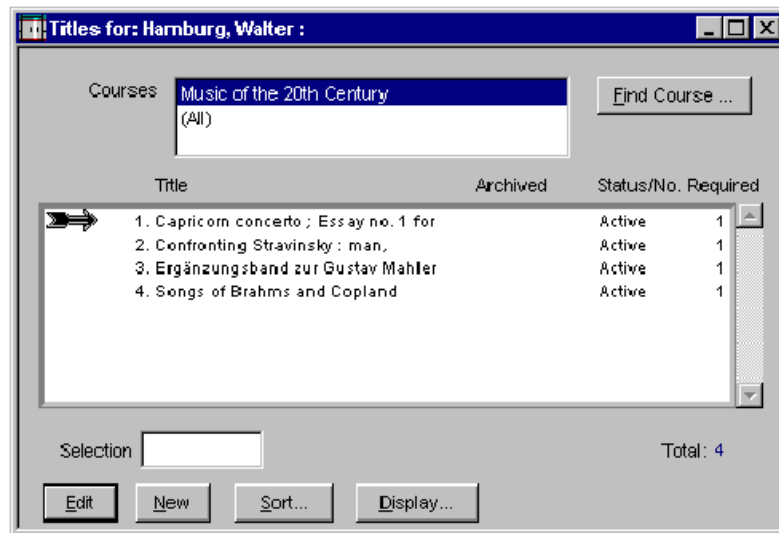 Titles for: Hamburg, Walter :
Courses
Music of the 20th Century
(All)
Find Course ...
Title Archived Status/No. Required
1. Capricorn concerto ; Essay no. 1 for Active 1
2. Confronting Stravinsky : man, Active 1
3. Ergänzungsband zur Gustav Mahler Active 1
4. Songs of Brahms and Copland Active 1
Selection Total: 4
Edit New Sort... Display...